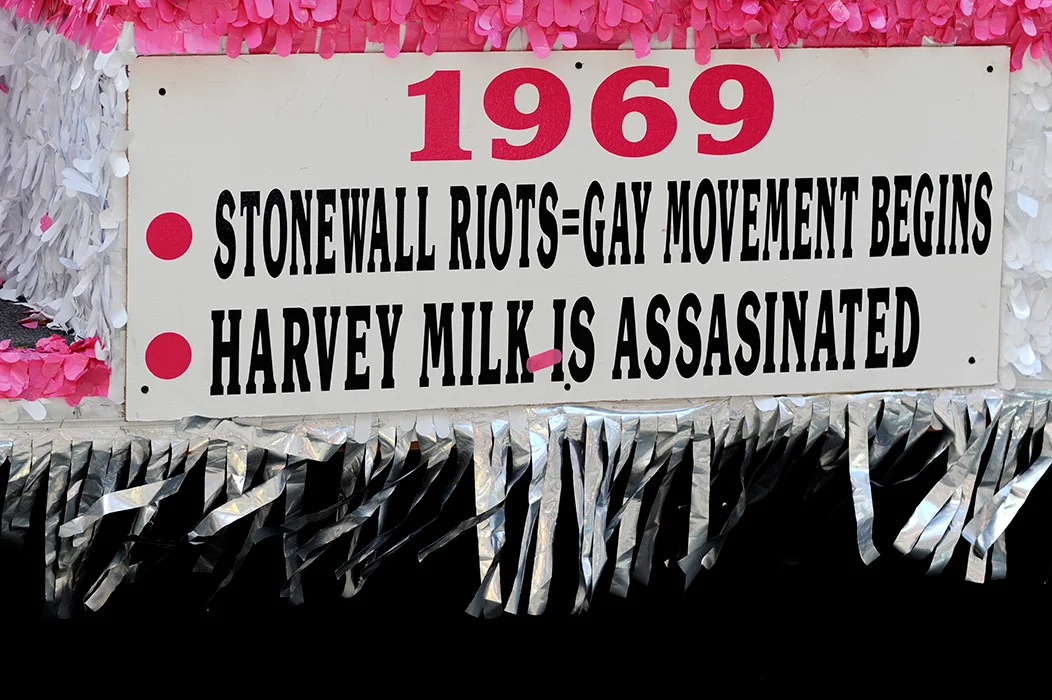 1969
STONEWALL RIOTS=GAY MOVEMENT BEGINS
HARVEY MILK IS ASSASINATED